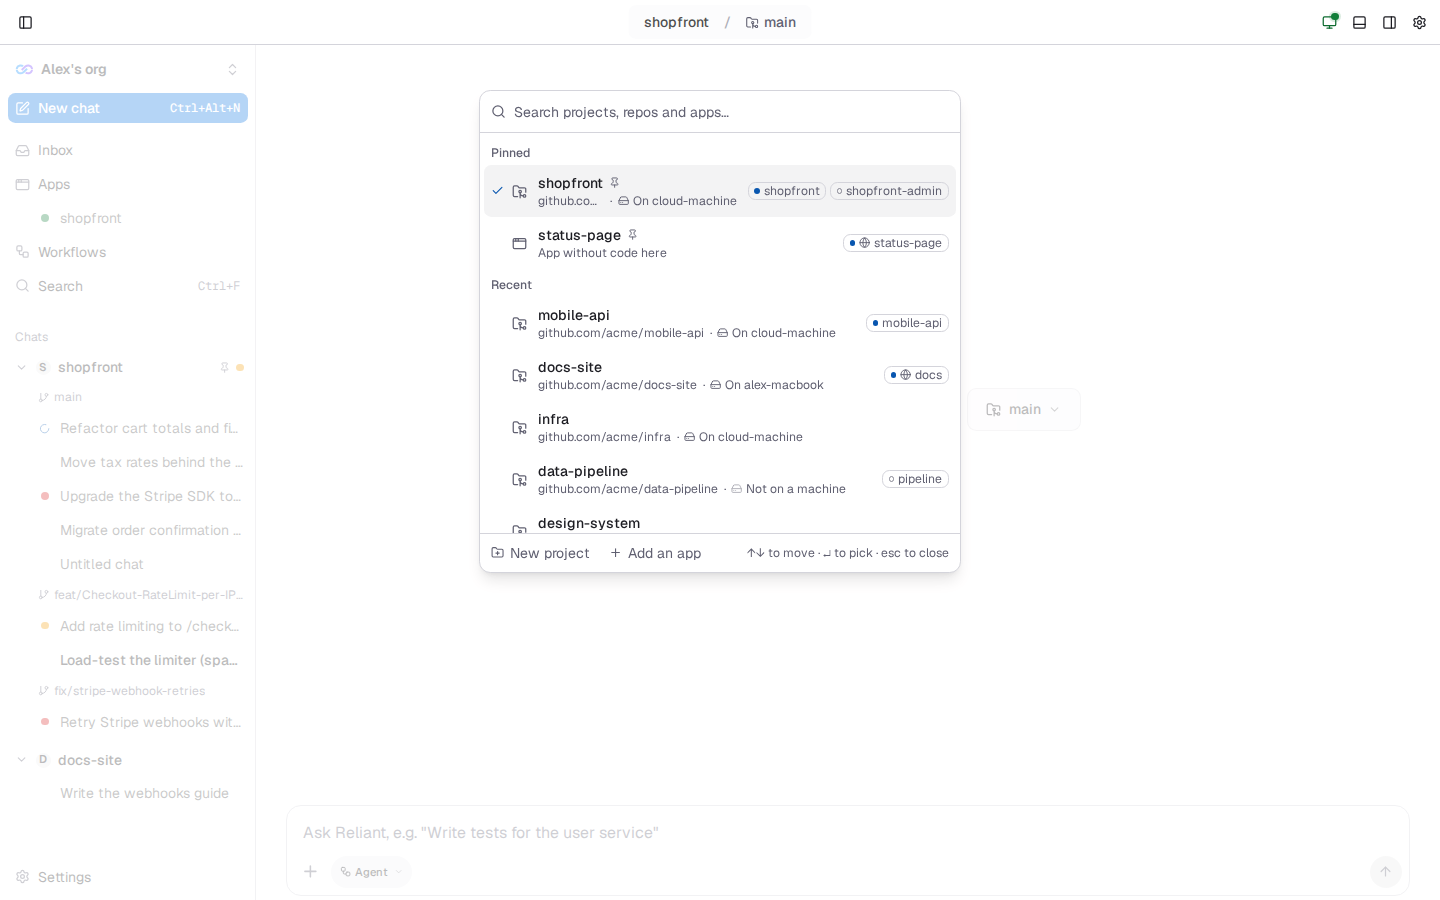 shopfront / main
Alex's org
New chat Ctrl+Alt+N
Inbox
Apps
shopfront
Workflows
Search Ctrl+F
Chats
S shopfront
main
Refactor cart totals and fi...
Move tax rates behind the ...
Upgrade the Stripe SDK to...
Migrate order confirmation ...
Untitled chat
feat/Checkout-RateLimit-per-IP...
Add rate limiting to /check...
Load-test the limiter (spa...
fix/stripe-webhook-retries
Retry Stripe webhooks wit...
D docs-site
Write the webhooks guide
Settings
Search projects, repos and apps...
Pinned
shopfront
github.co... · On cloud-machine
shopfront shopfront-admin
status-page
App without code here
status-page
Recent
mobile-api
github.com/acme/mobile-api · On cloud-machine
mobile-api
docs-site
github.com/acme/docs-site · On alex-macbook
docs
infra
github.com/acme/infra · On cloud-machine
data-pipeline
github.com/acme/data-pipeline · Not on a machine
pipeline
design-system
New project + Add an app ↑↓ to move · ↵ to pick · esc to close
main
Ask Reliant, e.g. "Write tests for the user service"
Agent